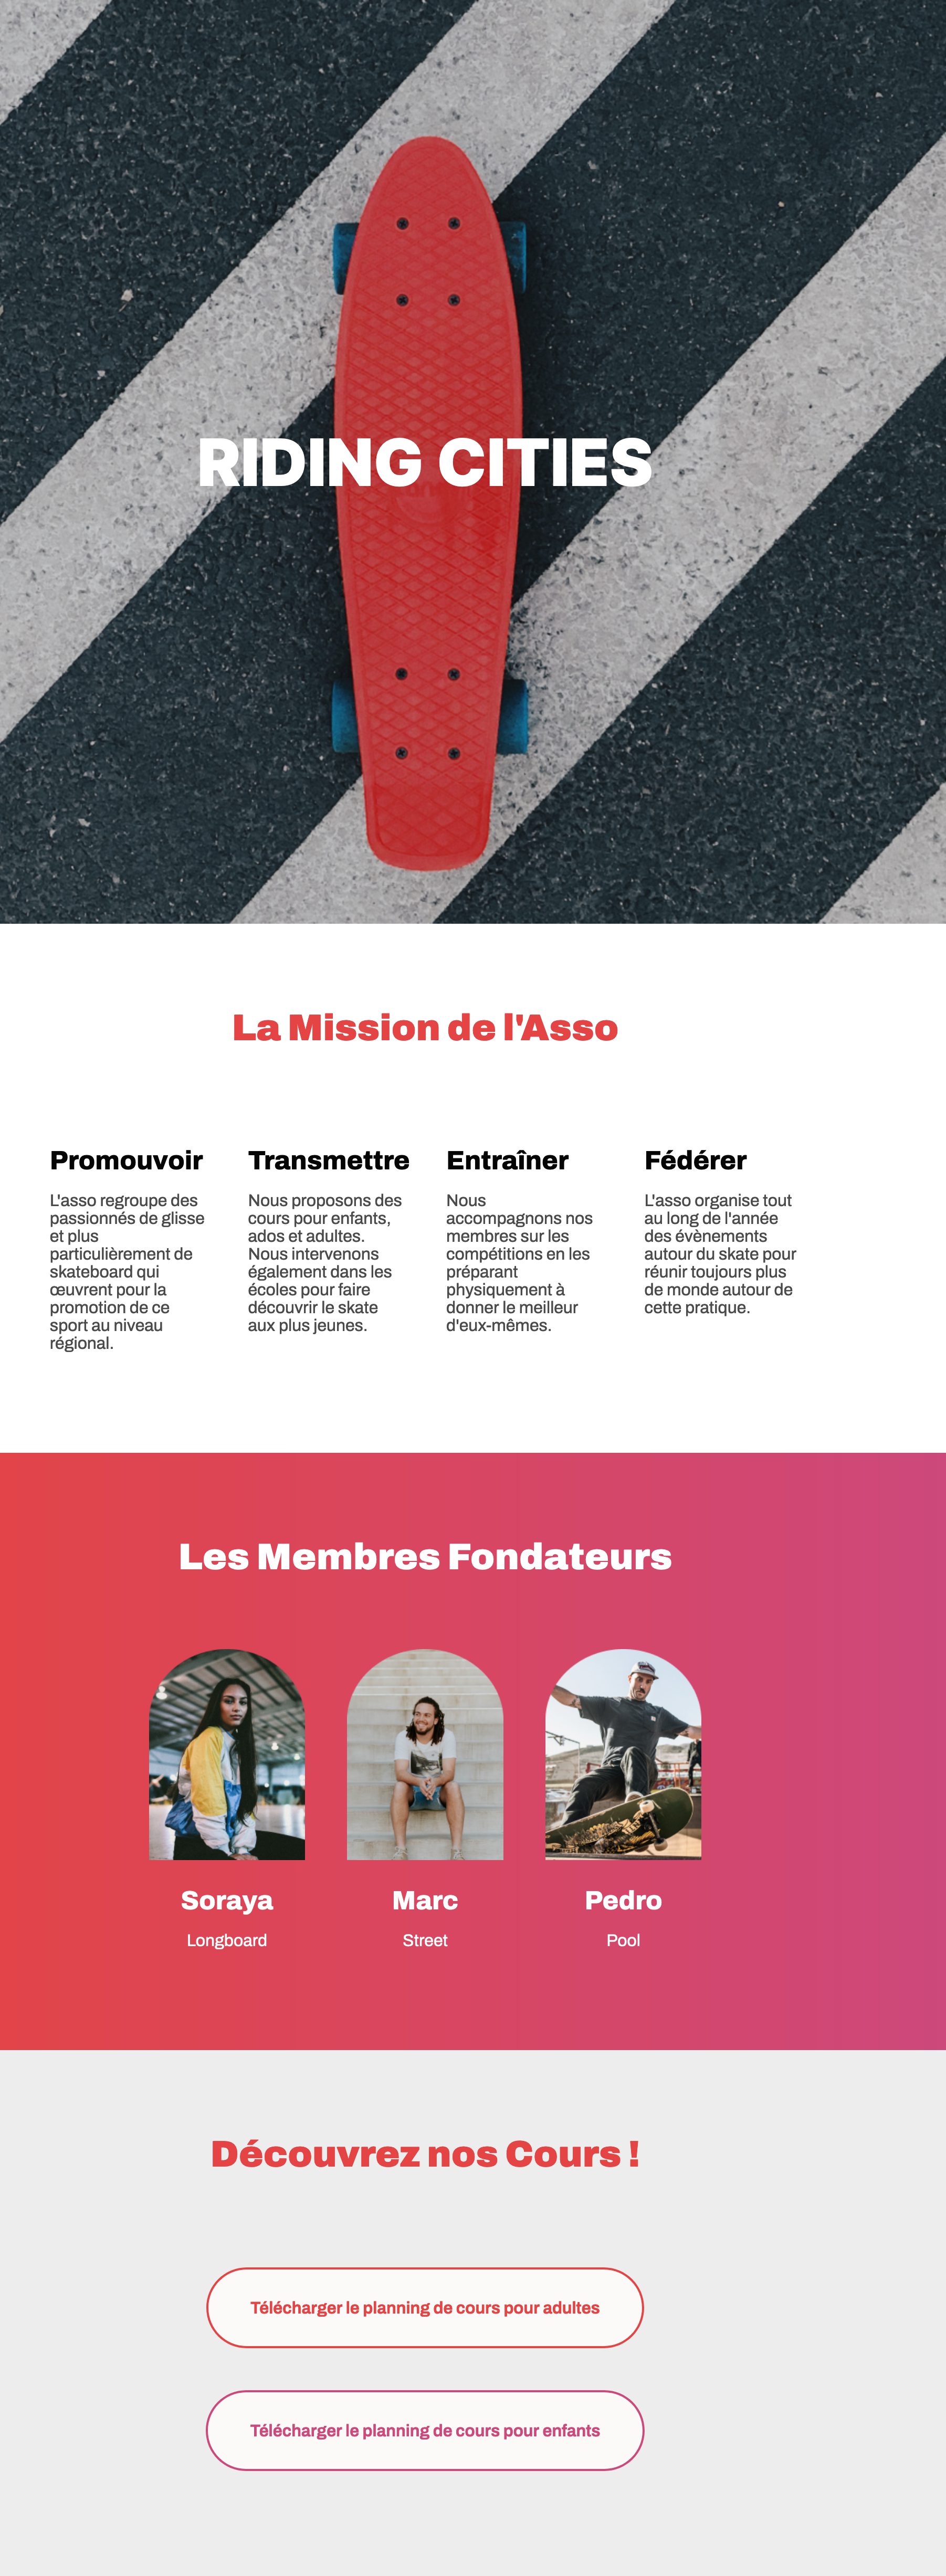 RIDING CITIES
La Mission de l'Asso
Promouvoir
L'asso regroupe des
passionnés de glisse
et plus
particulièrement de
skateboard qui
œuvrent pour la
promotion de ce
sport au niveau
régional.
Transmettre
Nous proposons des
cours pour enfants,
ados et adultes.
Nous intervenons
également dans les
écoles pour faire
découvrir le skate
aux plus jeunes.
Entraîner
Nous
accompagnons nos
membres sur les
compétitions en les
préparant
physiquement à
donner le meilleur
d'eux-mêmes.
Fédérer
L'asso organise tout
au long de l'année
des évènements
autour du skate pour
réunir toujours plus
de monde autour de
cette pratique.
Les Membres Fondateurs
Soraya
Longboard
Marc
Street
Pedro
Pool
Découvrez nos Cours !
Télécharger le planning de cours pour adultes
Télécharger le planning de cours pour enfants